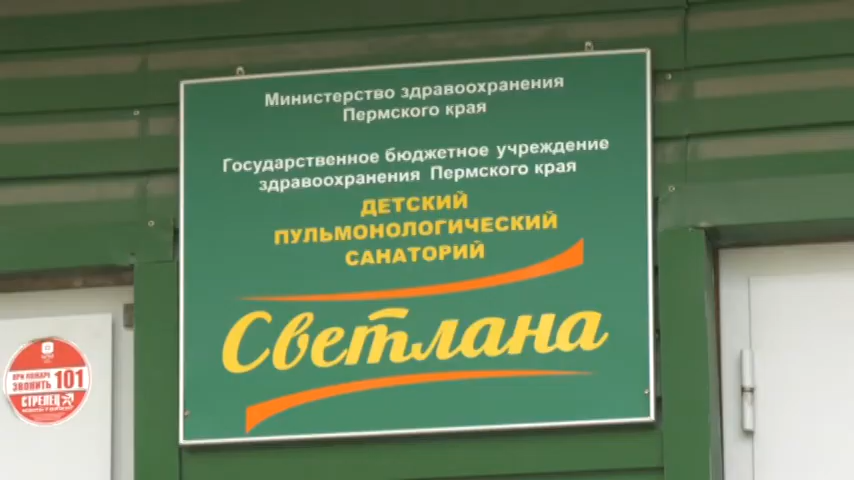 Министерство здравоохранения
Пермского края
Государственное бюджетное учреждение
здравоохранения Пермского края
ДЕТСКИЙ
ПУЛЬМОНОЛОГИЧЕСКИЙ
САНАТОРИЙ
Светлана
ПРИ ПОЖАРЕ
ЗВОНИТЬ 101
СТРЕЛЕЦ